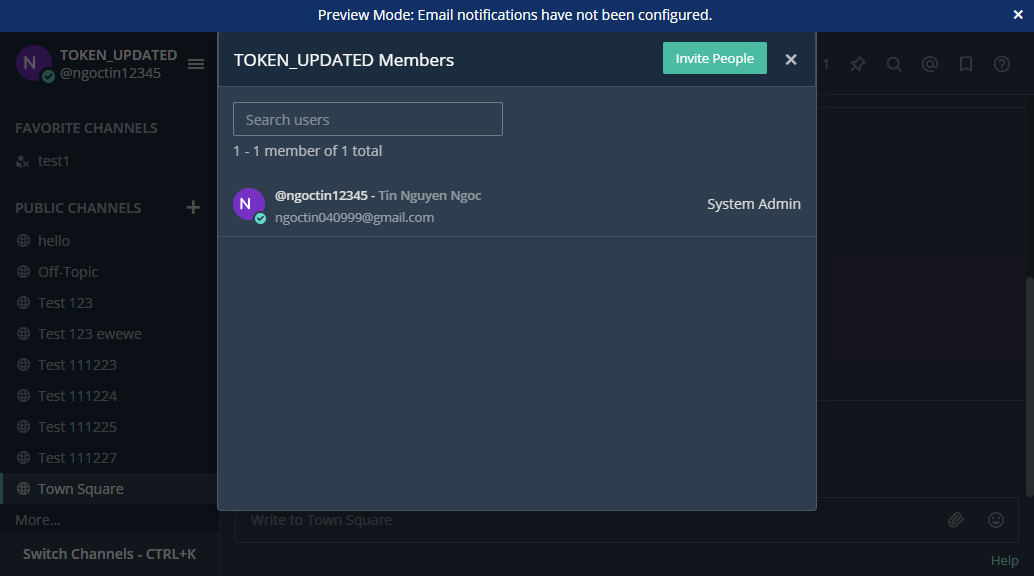 Preview Mode: Email notifications have not been configured.
N
TOKEN_UPDATED
@ngoctin12345
FAVORITE CHANNELS
test1
PUBLIC CHANNELS
hello
Off-Topic
Test 123
Test 123 ewewe
Test 111223
Test 111224
Test 111225
Test 111227
Town Square
More...
Switch Channels - CTRL+K
TOKEN_UPDATED Members
Invite People
Search users
1 - 1 member of 1 total
N
@ngoctin12345 - Tin Nguyen Ngoc
ngoctin040999@gmail.com
System Admin
1
Write to Town Square
Help